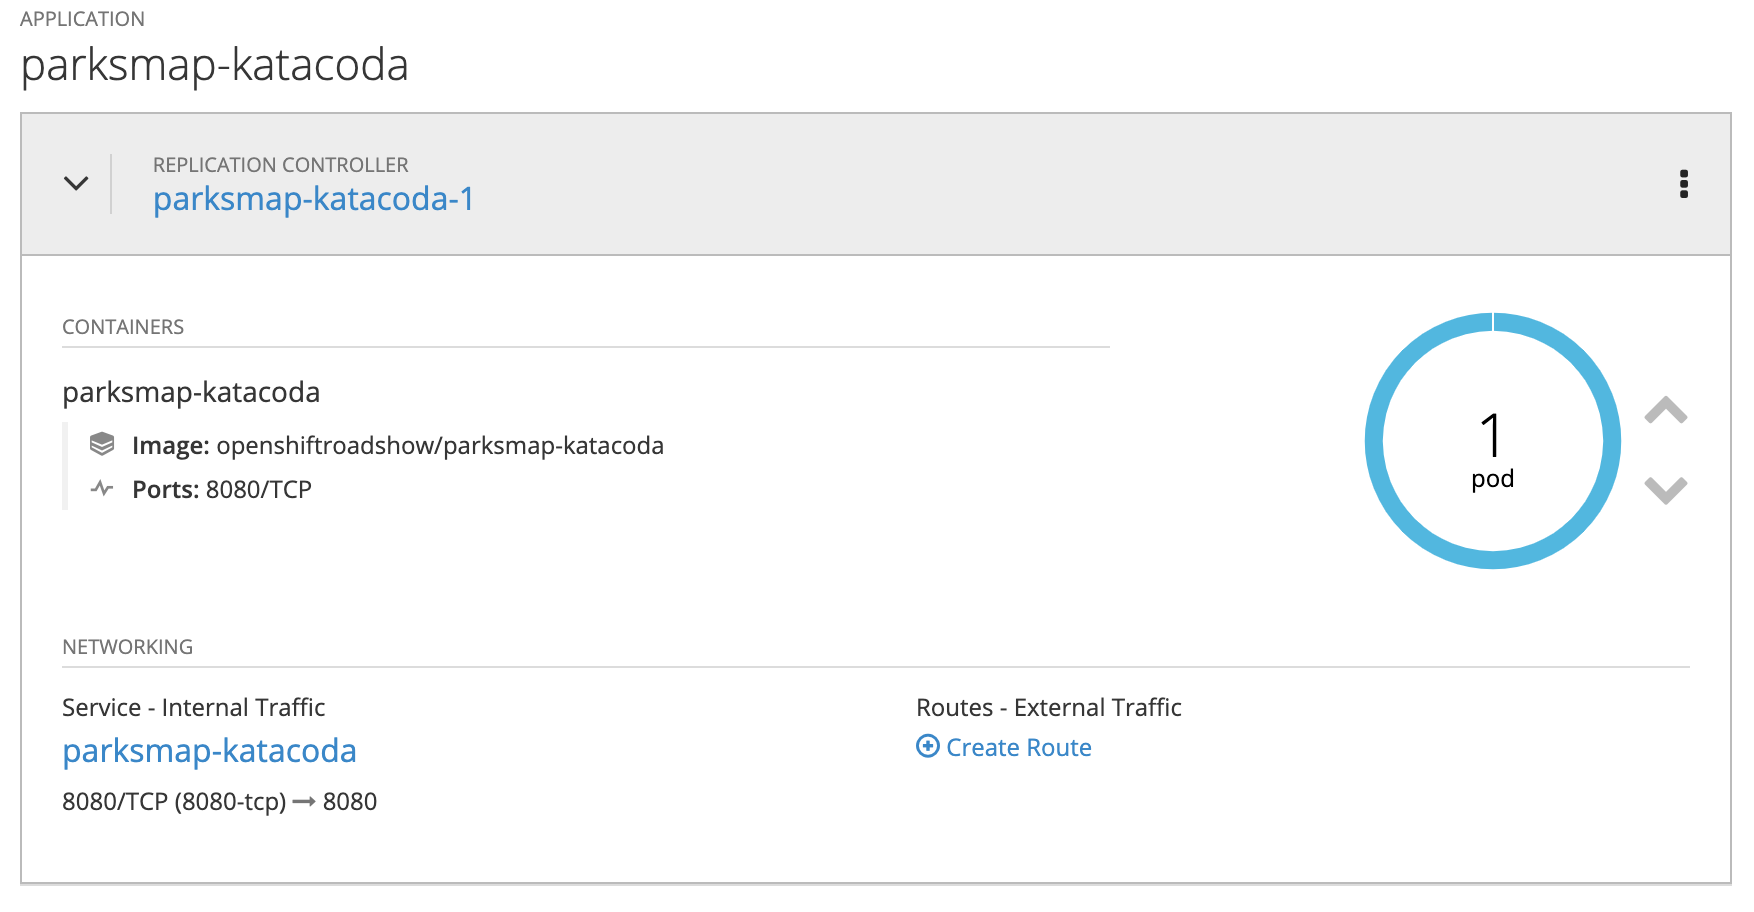 APPLICATION
parksmap-katacoda
REPLICATION CONTROLLER
parksmap-katacoda-1
CONTAINERS
parksmap-katacoda
Image: openshiftroadshow/parksmap-katacoda
Ports: 8080/TCP
1
pod
NETWORKING
Service - Internal Traffic
parksmap-katacoda
8080/TCP (8080-tcp) → 8080
Routes - External Traffic
Create Route